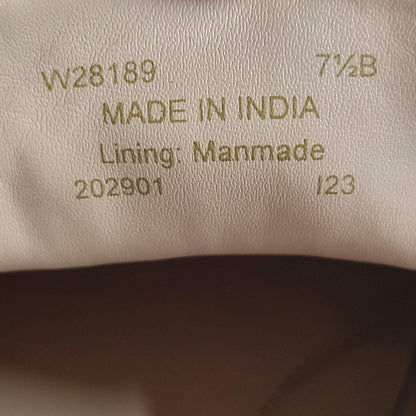 W28189 7½B
MADE IN INDIA
Lining: Manmade
202901 I23